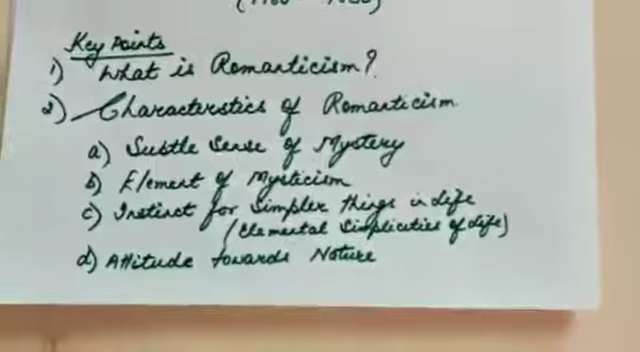 Key Points
1) What is Romanticism?
2) Characterstics of Romanticism
a) Subtle Sense of Mystery
b) Element of Mysticism
c) Instinct for Simpler things in life
(Elemental Simplicities of life)
d) Attitude towards Nature